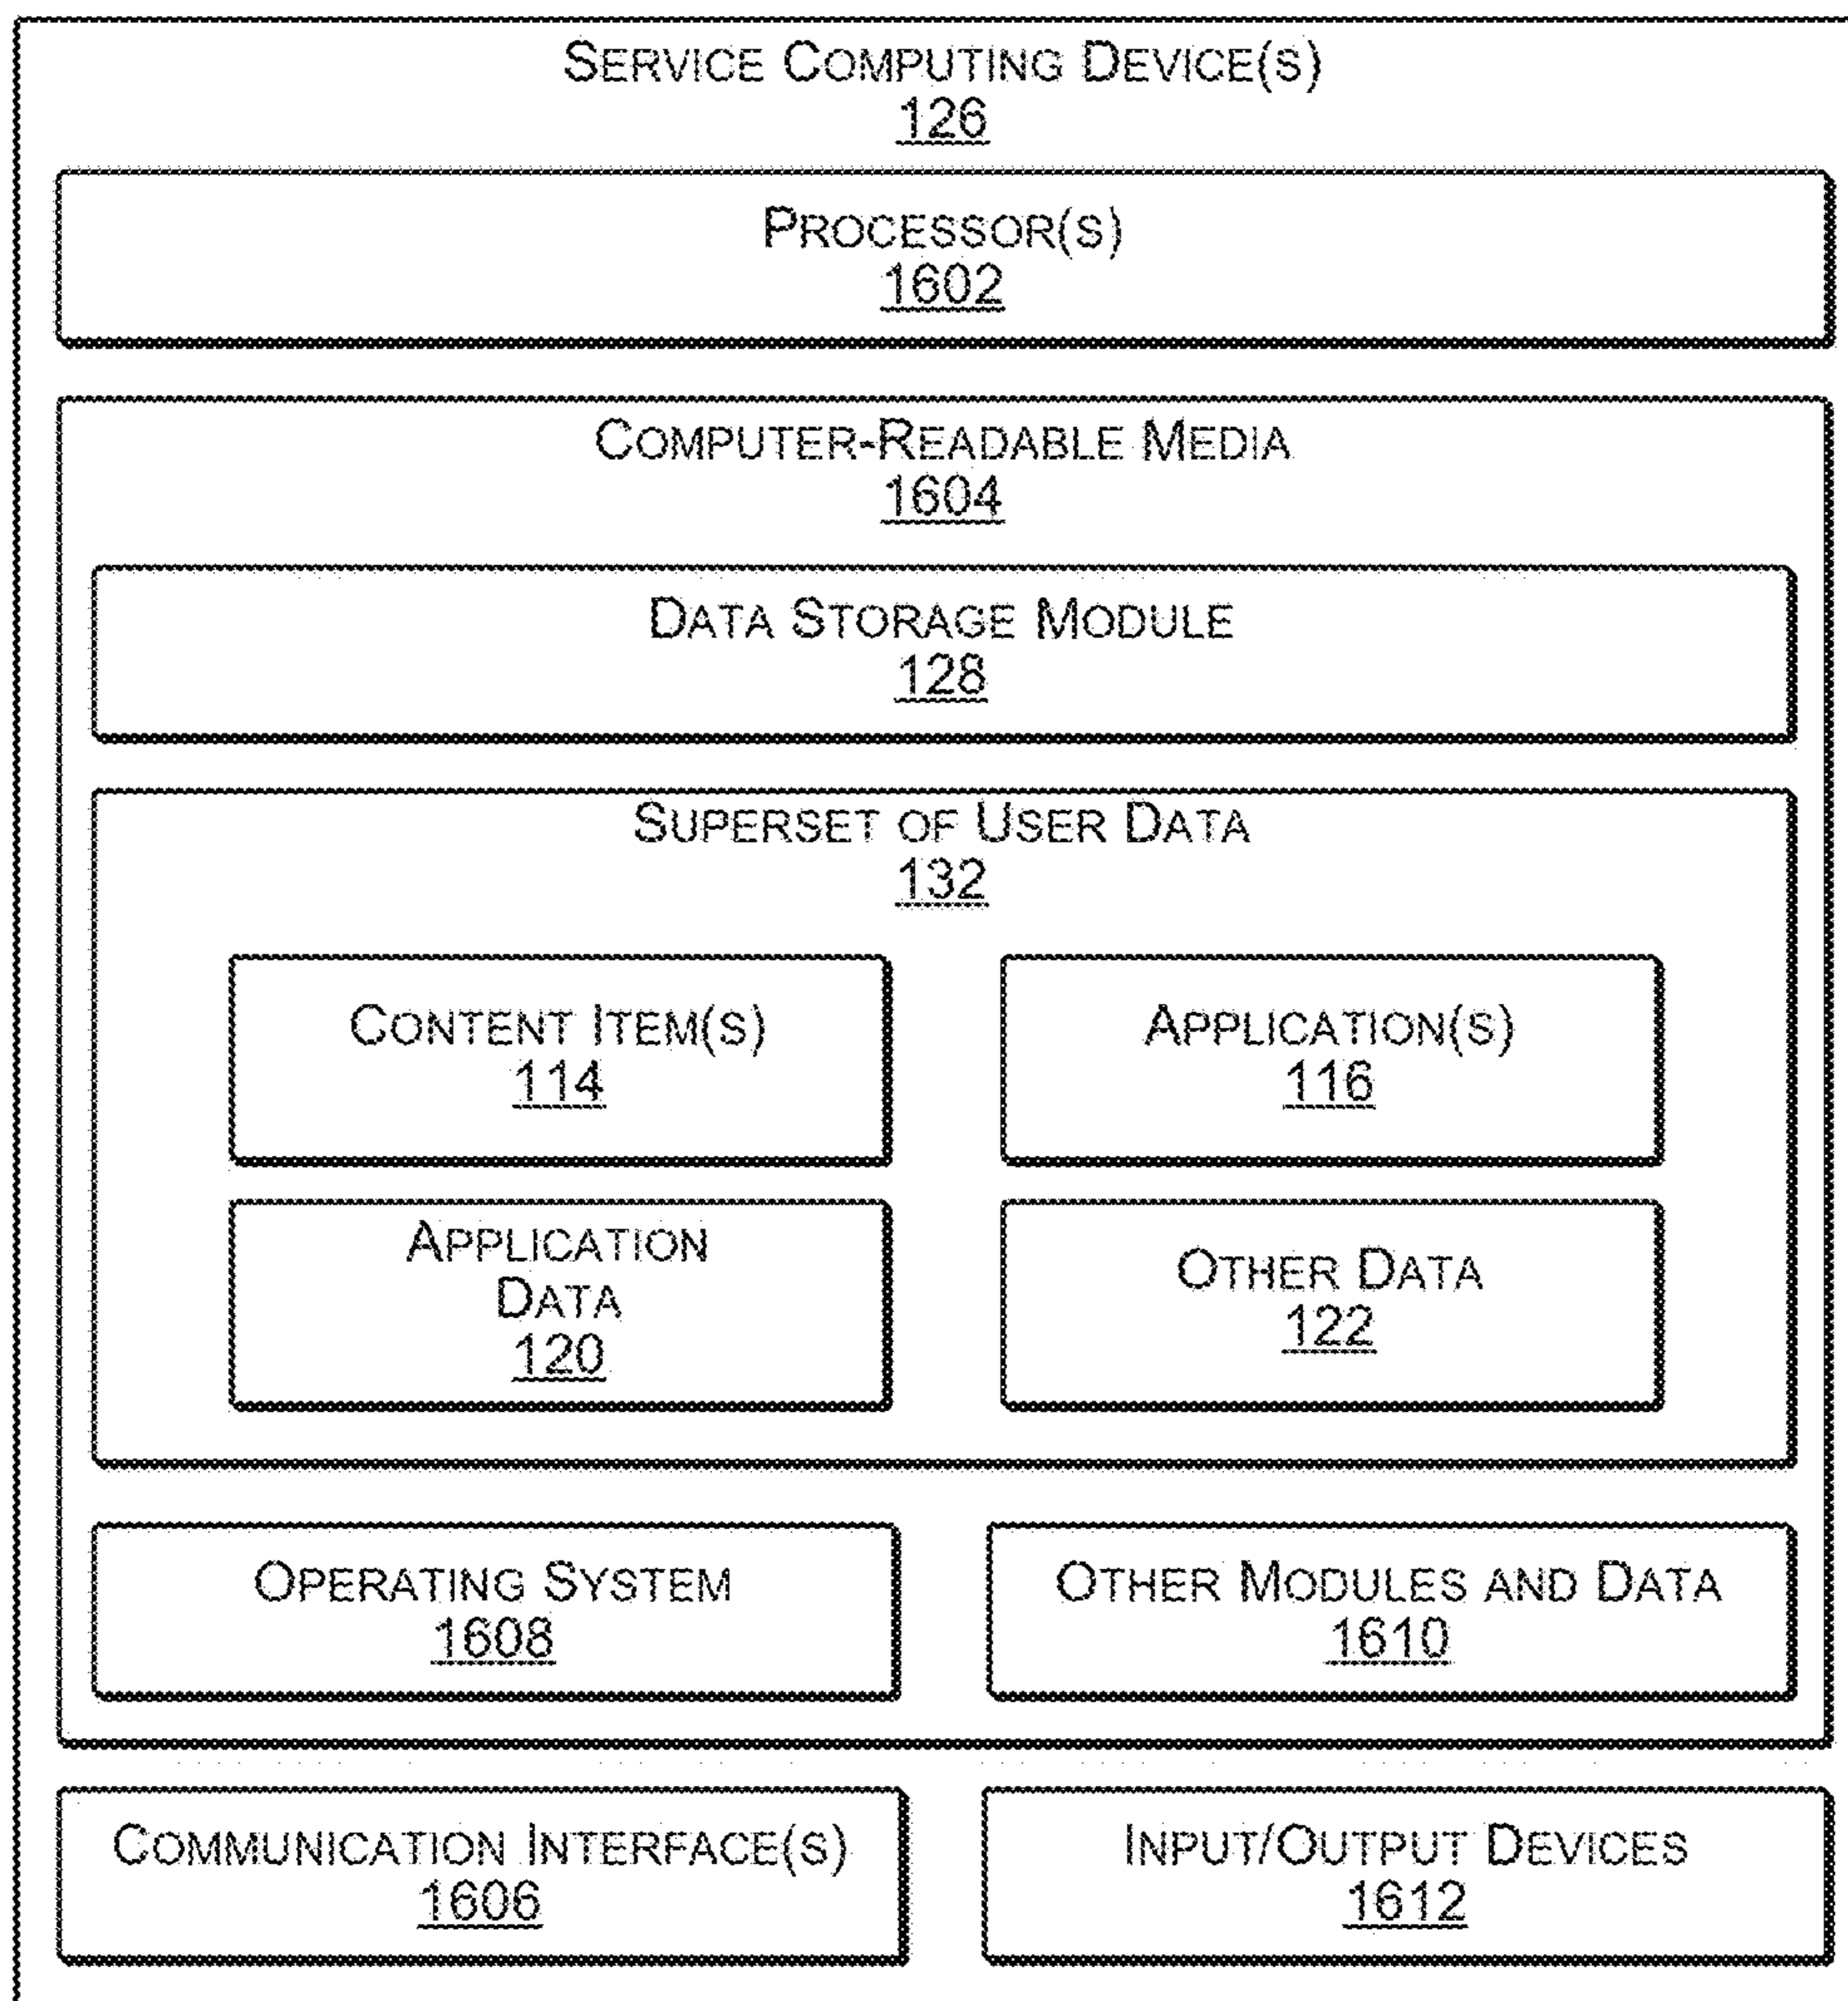 SERVICE COMPUTING DEVICE(S)
126
PROCESSOR(S)
1602
COMPUTER-READABLE MEDIA
1604
DATA STORAGE MODULE
128
SUPERSET OF USER DATA
132
CONTENT ITEM(S)
114
APPLICATION(S)
116
APPLICATION
DATA
120
OTHER DATA
122
OPERATING SYSTEM
1608
OTHER MODULES AND DATA
1610
COMMUNICATION INTERFACE(S)
1606
INPUT/OUTPUT DEVICES
1612